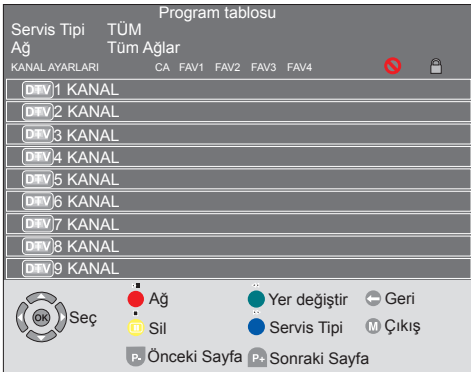 Program tablosu
Servis Tipi TÜM
Ağ Tüm Ağlar
KANAL AYARLARI CA FAV1 FAV2 FAV3 FAV4
DTV 1 KANAL
DTV 2 KANAL
DTV 3 KANAL
DTV 4 KANAL
DTV 5 KANAL
DTV 6 KANAL
DTV 7 KANAL
DTV 8 KANAL
DTV 9 KANAL
Ağ Yer değiştir Geri
OK Seç
Sil Servis Tipi M Çıkış
P- Önceki Sayfa P+ Sonraki Sayfa